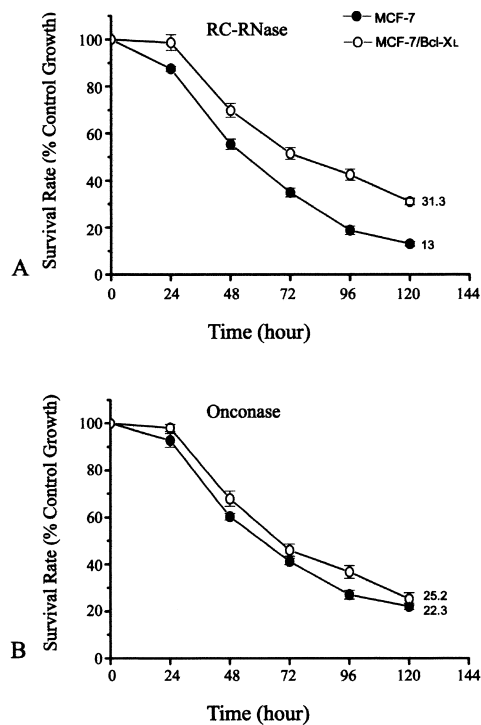 RC-RNase
MCF-7
MCF-7/Bcl-XL
Survival Rate (% Control Growth)
100
80
60
40
20
0
31.3
13
A
0 24 48 72 96 120 144
Time (hour)
Onconase
Survival Rate (% Control Growth)
100
80
60
40
20
0
25.2
22.3
B
0 24 48 72 96 120 144
Time (hour)